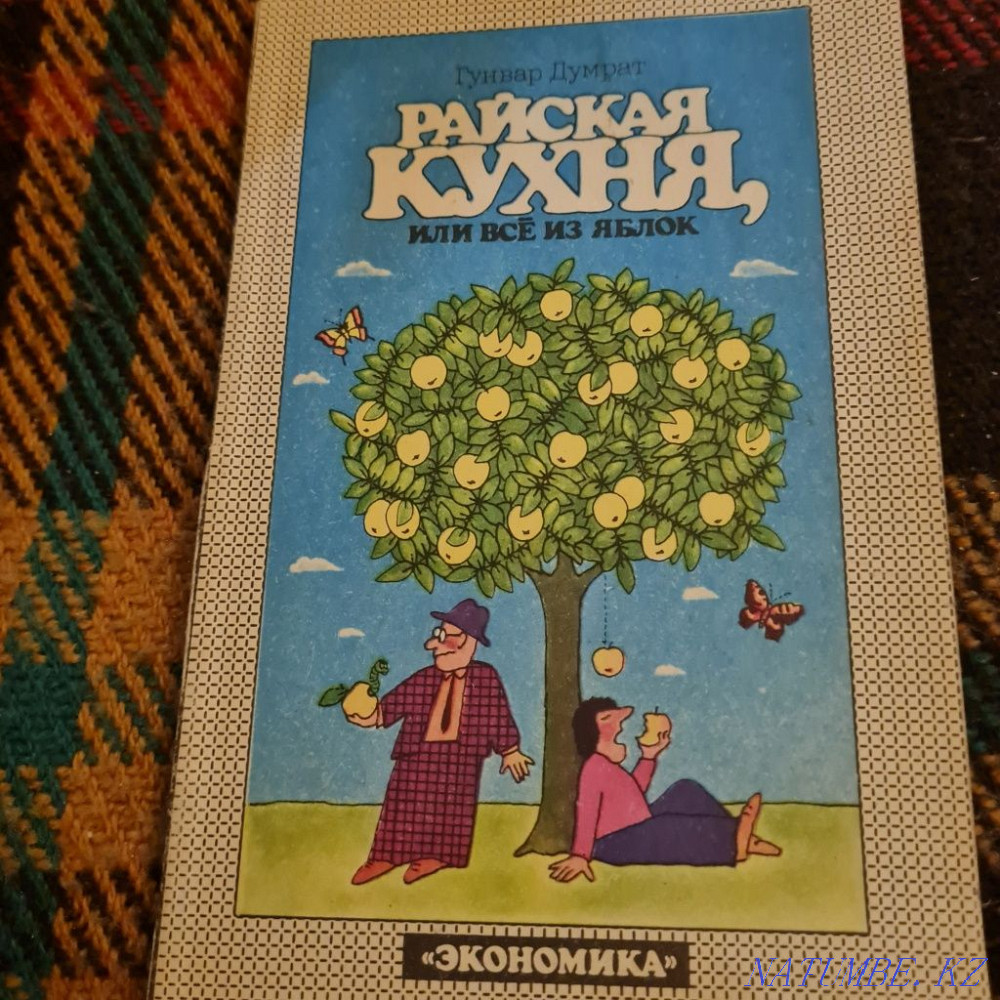 Гунвар Думрат
РАЙСКАЯ
КУХНЯ,
ИЛИ ВСЁ ИЗ ЯБЛОК
«ЭКОНОМИКА»
NATUMBE.KZ